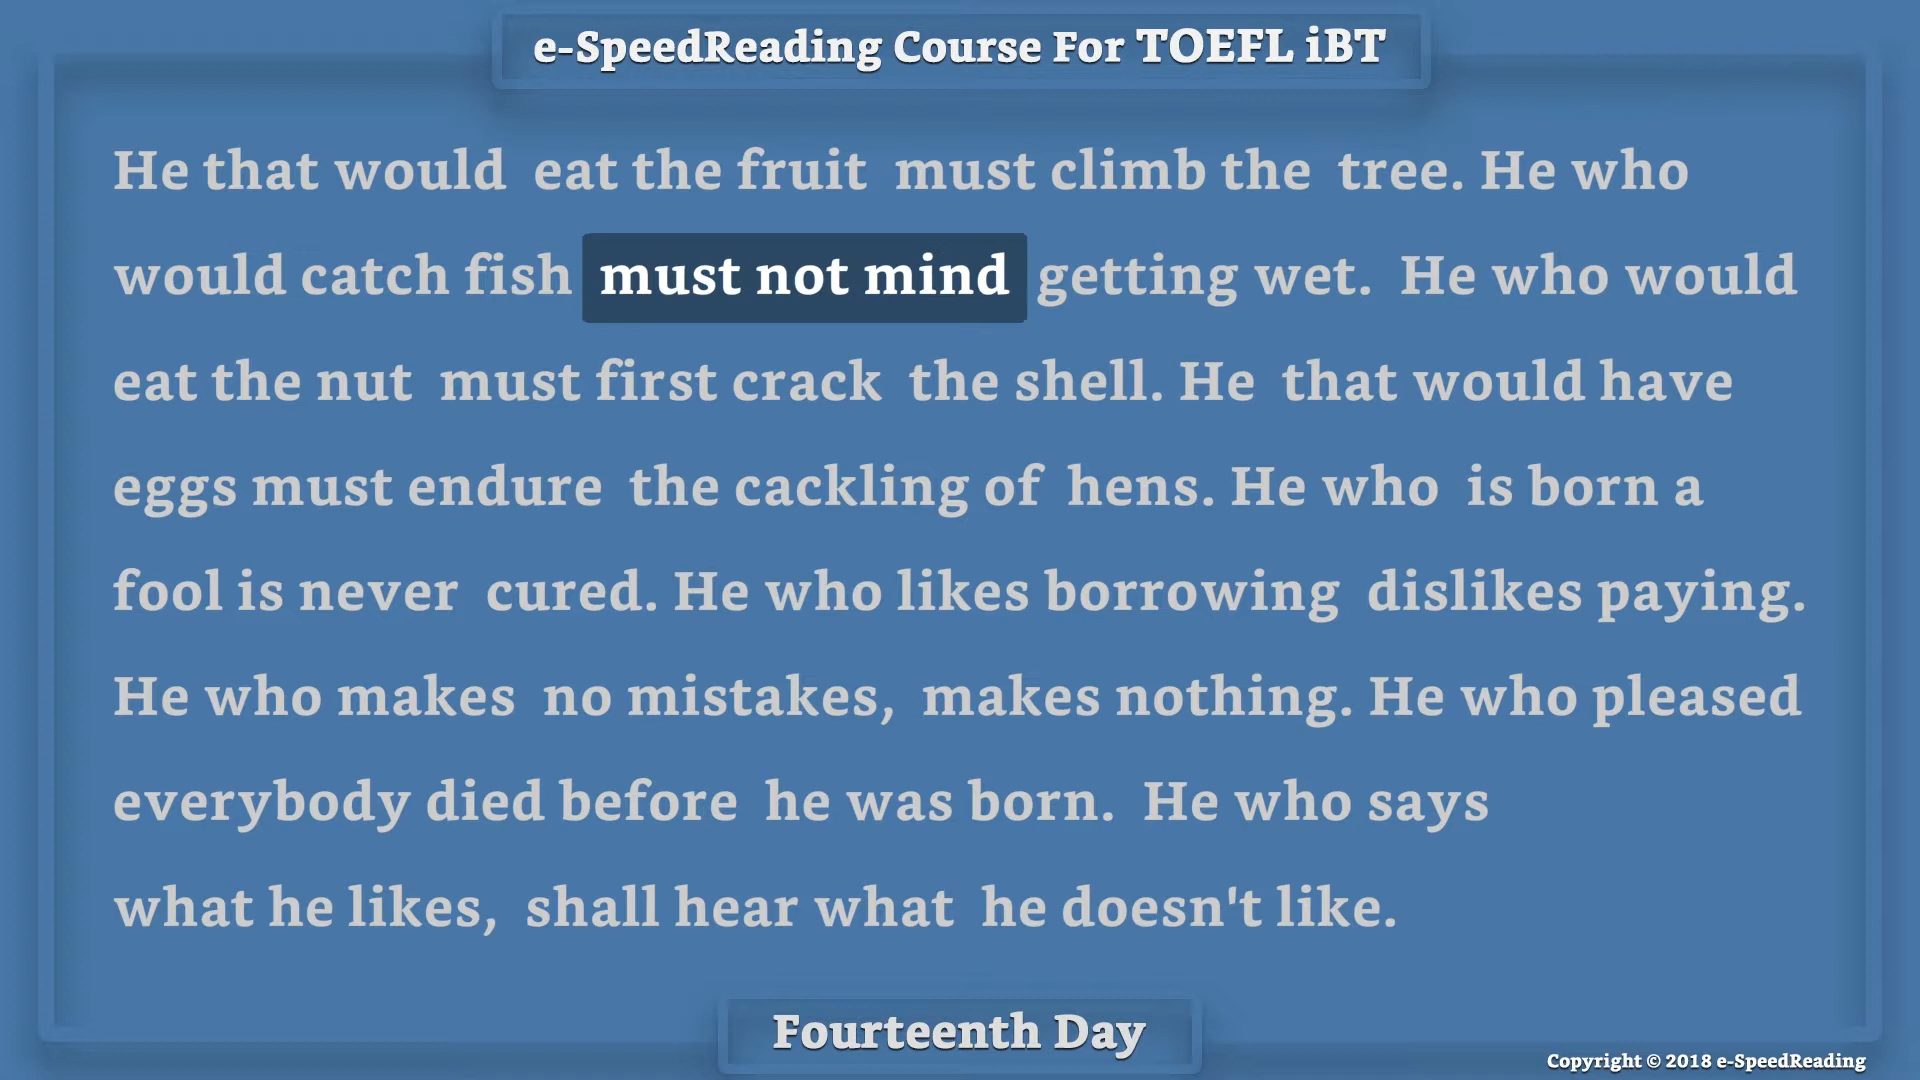 e-SpeedReading Course For TOEFL iBT
He that would eat the fruit must climb the tree. He who
would catch fish must not mind getting wet. He who would
eat the nut must first crack the shell. He that would have
eggs must endure the cackling of hens. He who is born a
fool is never cured. He who likes borrowing dislikes paying.
He who makes no mistakes, makes nothing. He who pleased
everybody died before he was born. He who says
what he likes, shall hear what he doesn't like.
Fourteenth Day
Copyright © 2018 e-SpeedReading